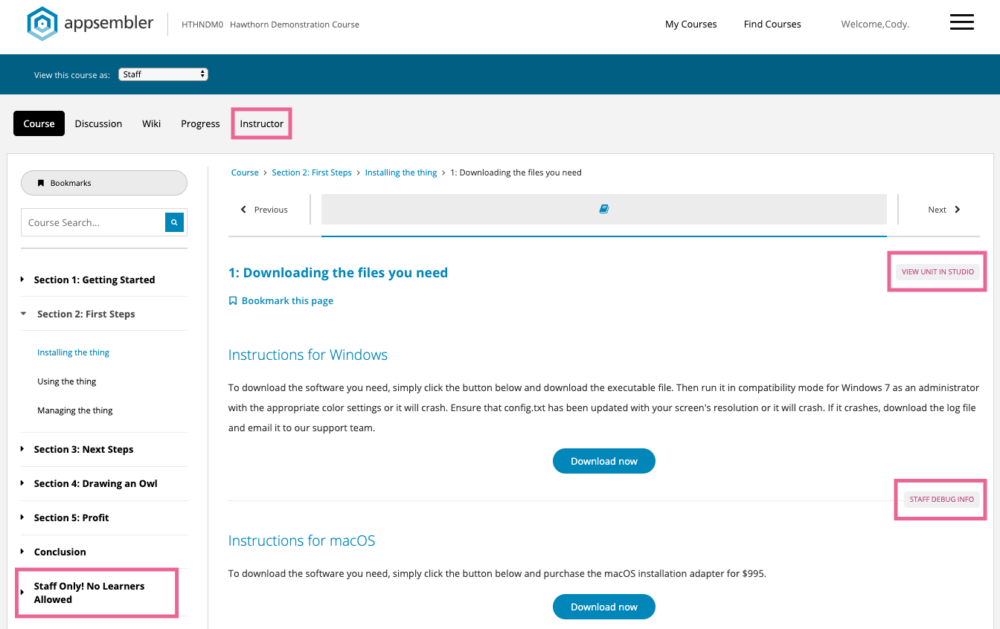 appsembler
HTHNDM0 Hawthorn Demonstration Course
My Courses
Find Courses
Welcome,Cody.
View this course as:
Staff
Course
Discussion
Wiki
Progress
Instructor
Bookmarks
Course Search...
Section 1: Getting Started
Section 2: First Steps
Installing the thing
Using the thing
Managing the thing
Section 3: Next Steps
Section 4: Drawing an Owl
Section 5: Profit
Conclusion
Staff Only! No Learners
Allowed
Course > Section 2: First Steps > Installing the thing > 1: Downloading the files you need
Previous
Next
1: Downloading the files you need
VIEW UNIT IN STUDIO
Bookmark this page
Instructions for Windows
To download the software you need, simply click the button below and download the executable file. Then run it in compatibility mode for Windows 7 as an administrator
with the appropriate color settings or it will crash. Ensure that config.txt has been updated with your screen's resolution or it will crash. If it crashes, download the log file
and email it to our support team.
Download now
STAFF DEBUG INFO
Instructions for macOS
To download the software you need, simply click the button below and purchase the macOS installation adapter for $995.
Download now